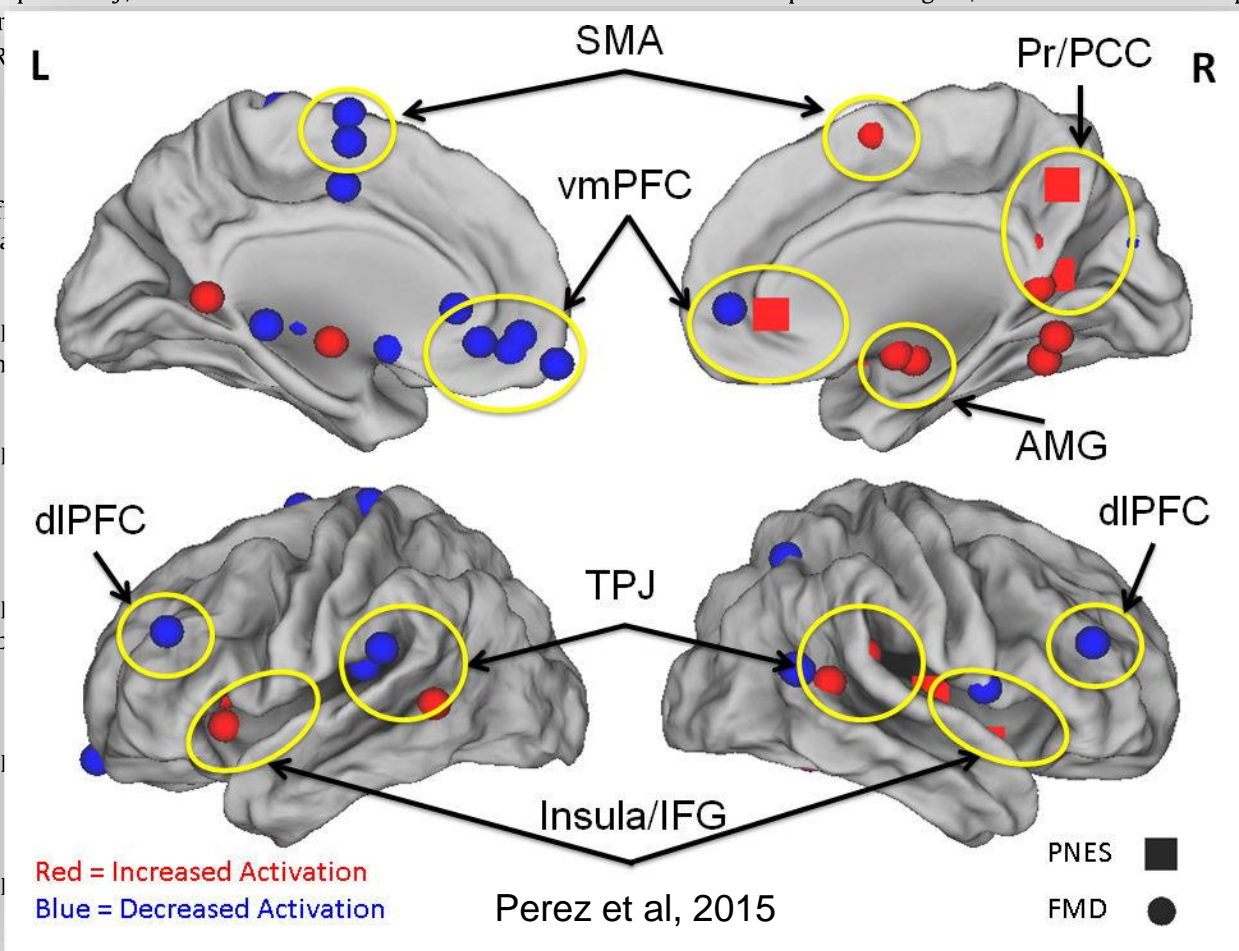 SMA
Pr/PCC
L
R
vmPFC
AMG
dlPFC
dlPFC
TPJ
Insula/IFG
PNES
Red = Increased Activation
Blue = Decreased Activation
Perez et al, 2015
FMD